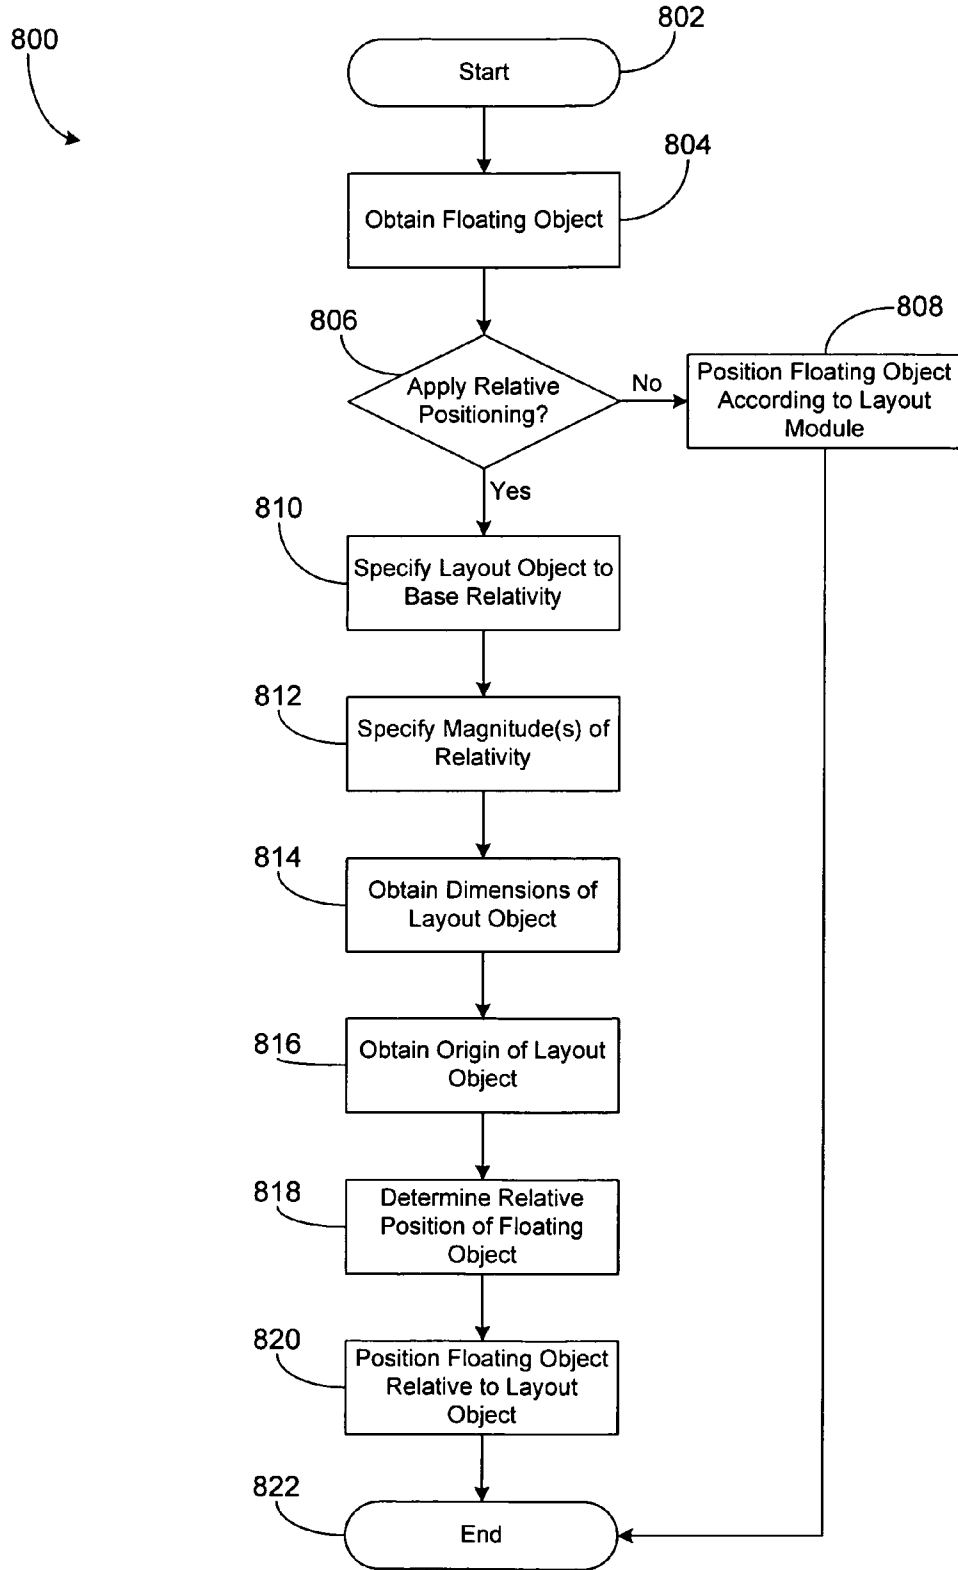 800
802
Start
804
Obtain Floating Object
806
Apply Relative
Positioning?
No
808
Position Floating Object
According to Layout
Module
Yes
810
Specify Layout Object to
Base Relativity
812
Specify Magnitude(s) of
Relativity
814
Obtain Dimensions of
Layout Object
816
Obtain Origin of Layout
Object
818
Determine Relative
Position of Floating
Object
820
Position Floating Object
Relative to Layout
Object
822
End